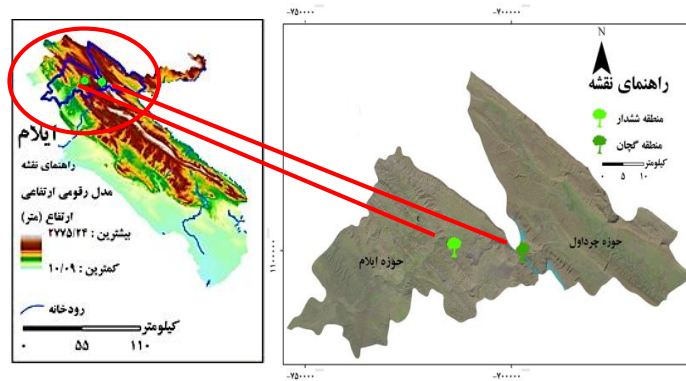 ایلام
راهنمای نقشه
مدل رقومی ارتفاعی
ارتفاع (متر)
بیشترین : ۲۷۷۵/۲۴
کمترین : ۱۰/۰۹
رودخانه
کیلومتر
۰ ۵۵ ۱۱۰
-۷۵۰۰۰۰ -۷۰۰۰۰۰
N
راهنمای نقشه
منطقه ششدار
منطقه گچان
کیلومتر
۰ ۵ ۱۰
حوزه چرداول
حوزه ایلام
۱۱۰۰۰۰۰
-۷۵۰۰۰۰ -۷۰۰۰۰۰